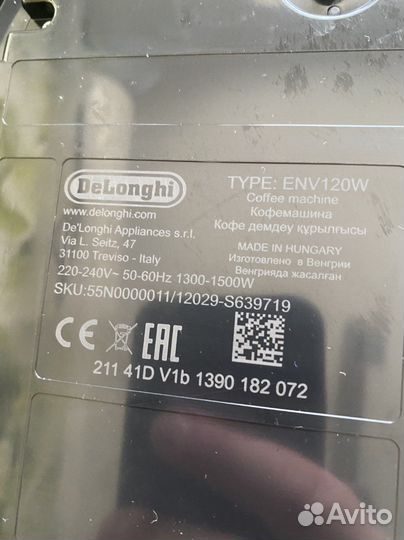 DeLonghi
www.delonghi.com
De'Longhi Appliances s.r.l.
Via L. Seitz, 47
31100 Treviso - Italy
220-240V~ 50-60Hz 1300-1500W
SKU:55N0000011/12029-S639719
TYPE: ENV120W
Coffee machine
Кофемашина
Кофе демдеу құрылғысы
MADE IN HUNGARY
Изготовлено в Венгрии
Венгрияда жасалған
CE
EAC
211 41D V1b 1390 182 072
Avito